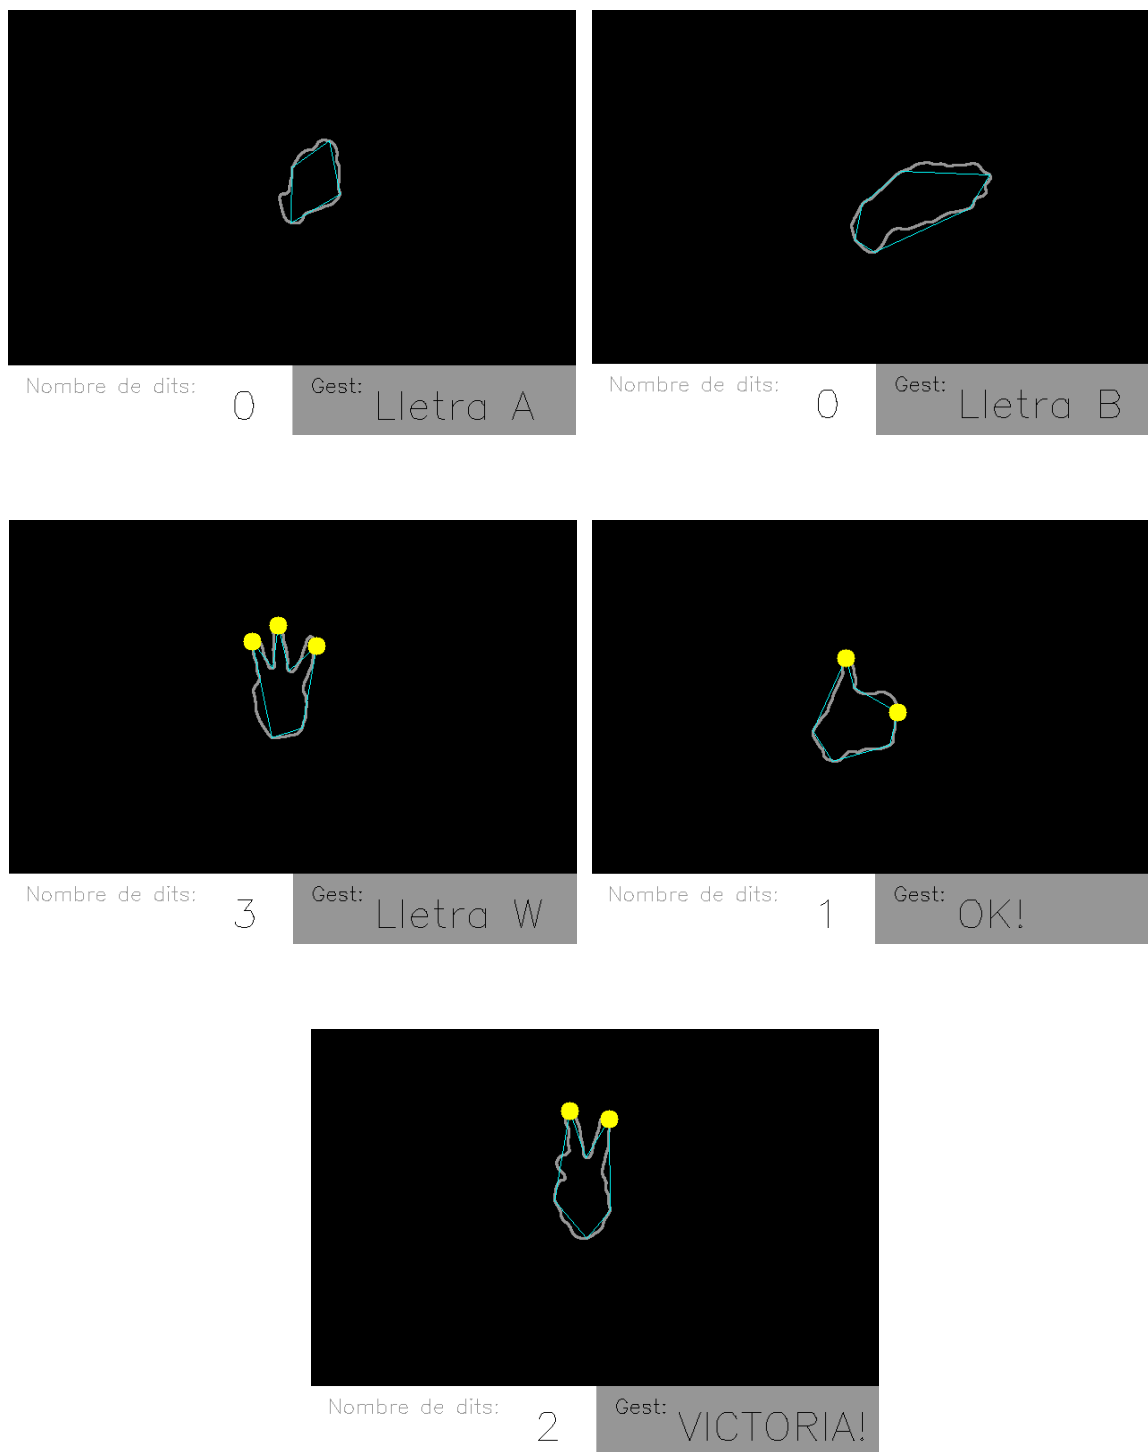 Nombre de dits: 0 Gest: Lletra A
Nombre de dits: 0 Gest: Lletra B
Nombre de dits: 3 Gest: Lletra W
Nombre de dits: 1 Gest: OK!
Nombre de dits: 2 Gest: VICTORIA!